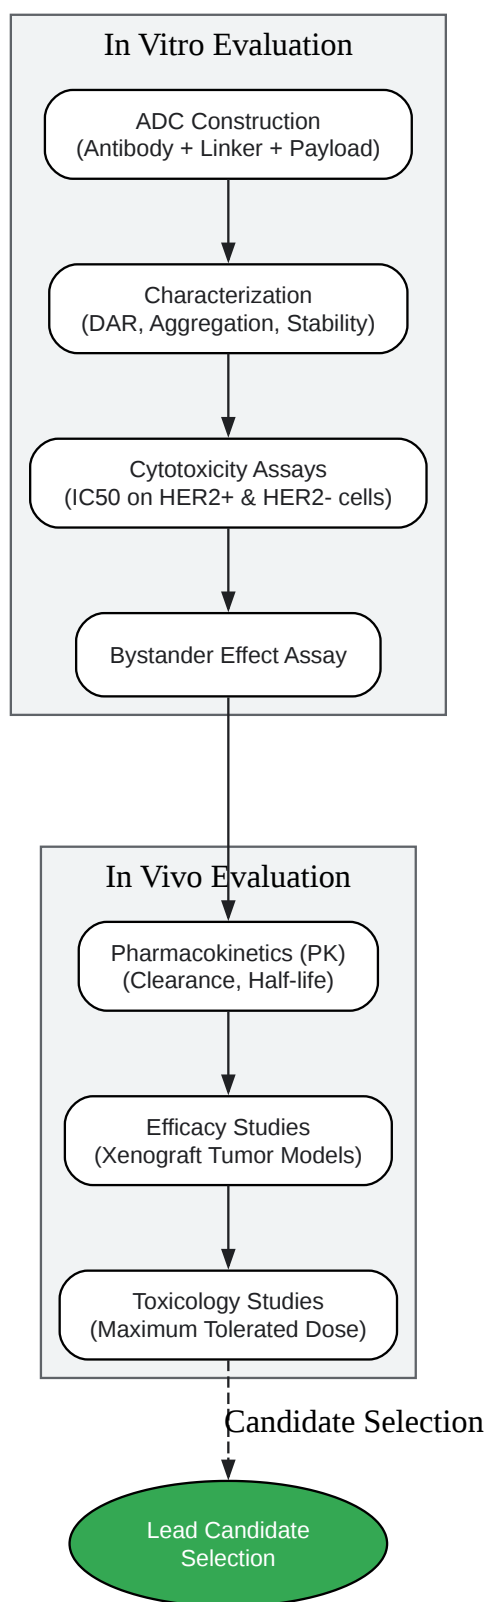 In Vitro Evaluation
ADC Construction
(Antibody + Linker + Payload)
Characterization
(DAR, Aggregation, Stability)
Cytotoxicity Assays
(IC50 on HER2+ & HER2- cells)
Bystander Effect Assay
In Vivo Evaluation
Pharmacokinetics (PK)
(Clearance, Half-life)
Efficacy Studies
(Xenograft Tumor Models)
Toxicology Studies
(Maximum Tolerated Dose)
Candidate Selection
Lead Candidate
Selection